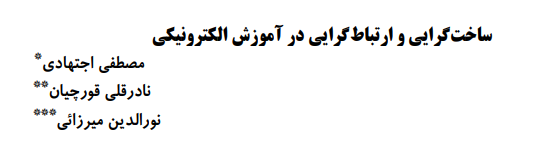 ساخت‌گرایی و ارتباط‌گرایی در آموزش الکترونیکی
مصطفی اجتهادی*
نادرقلی قورچیان**
نورالدین میرزائی***